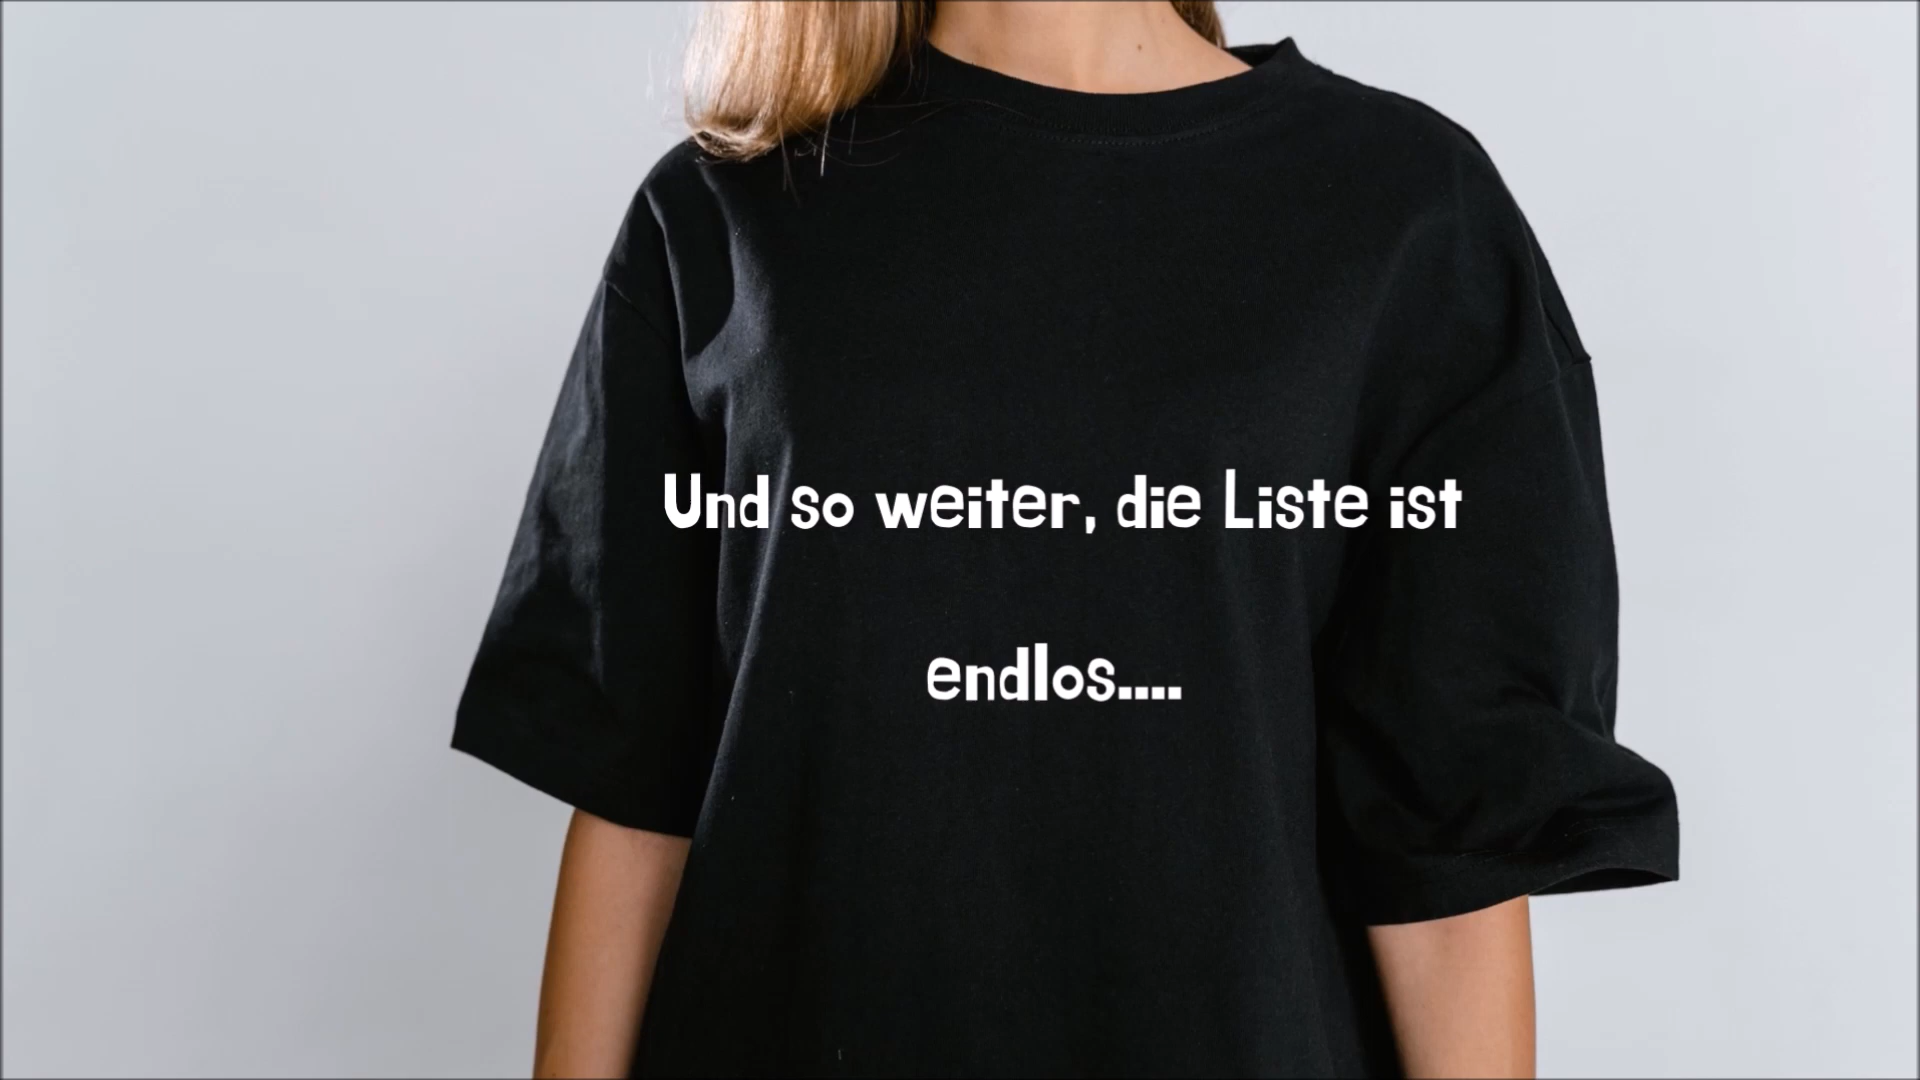 Und so weiter, die Liste ist
endlos....